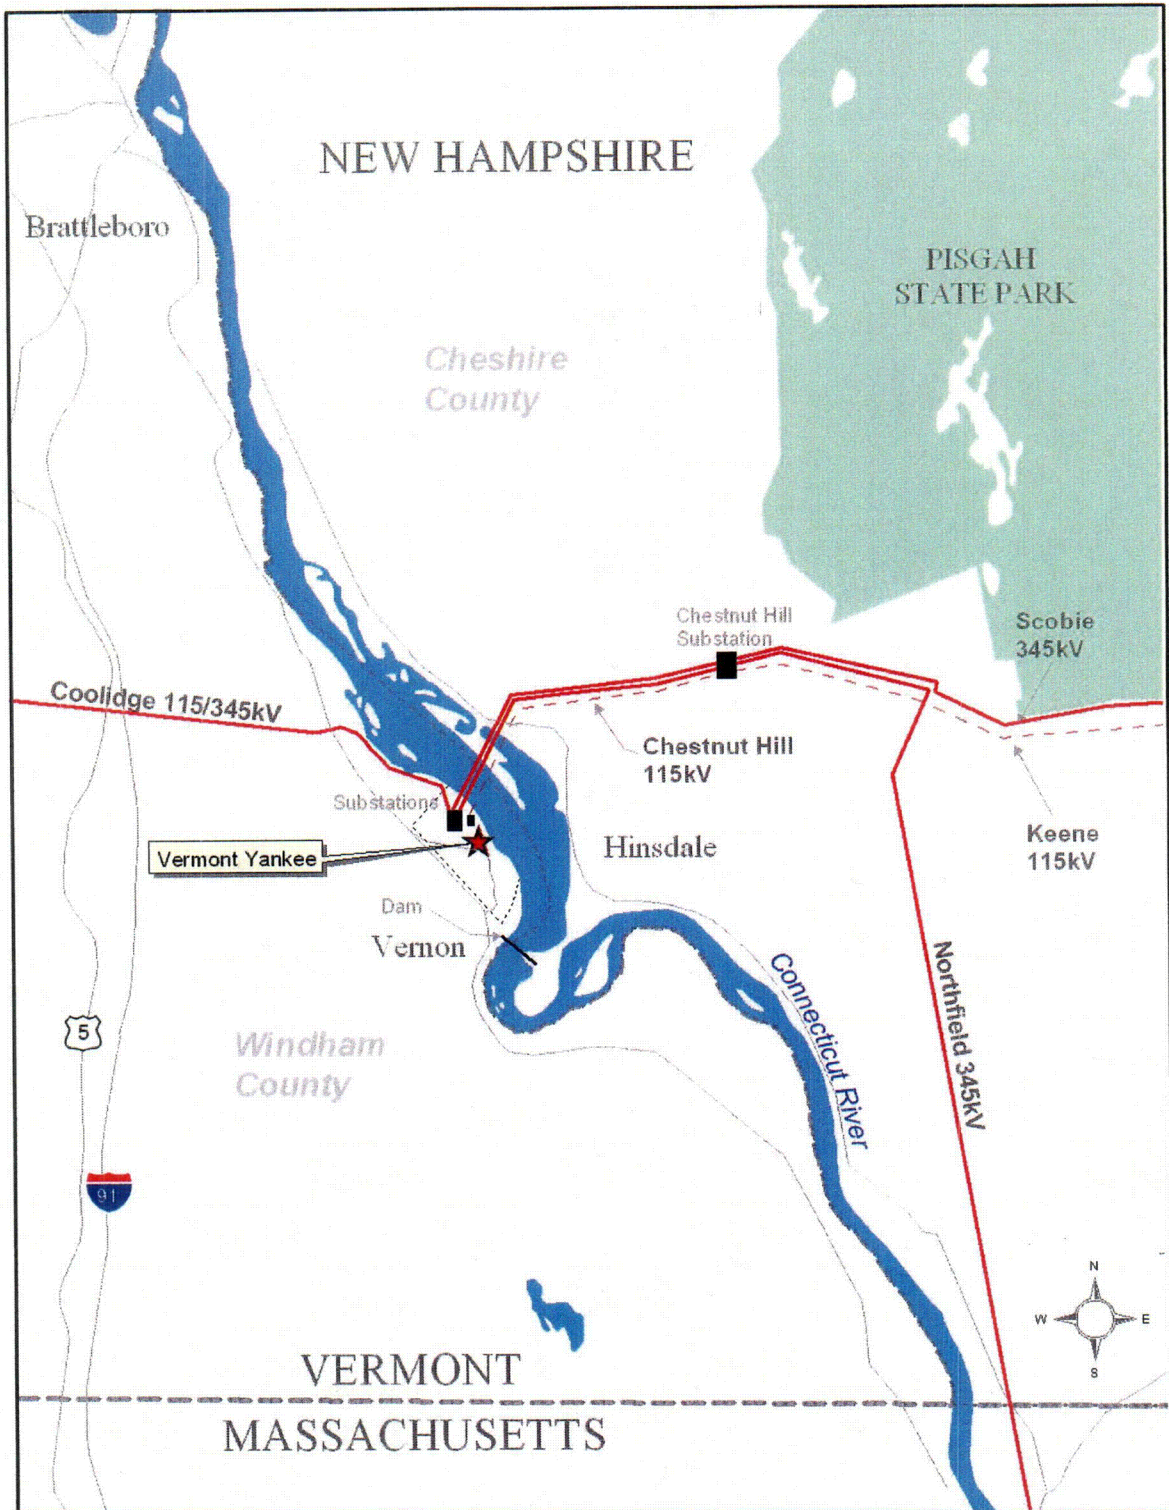 NEW HAMPSHIRE
Brattleboro
PISGAH
STATE PARK
Cheshire
County
Chestnut Hill
Substation
Scobie
345kV
Coolidge 115/345kV
Chestnut Hill
115kV
Substations
Keene
115kV
Hinsdale
Vermont Yankee
Dam
Vernon
Connecticut River
Northfield 345kV
5
Windham
County
91
N
W
E
S
VERMONT
MASSACHUSETTS